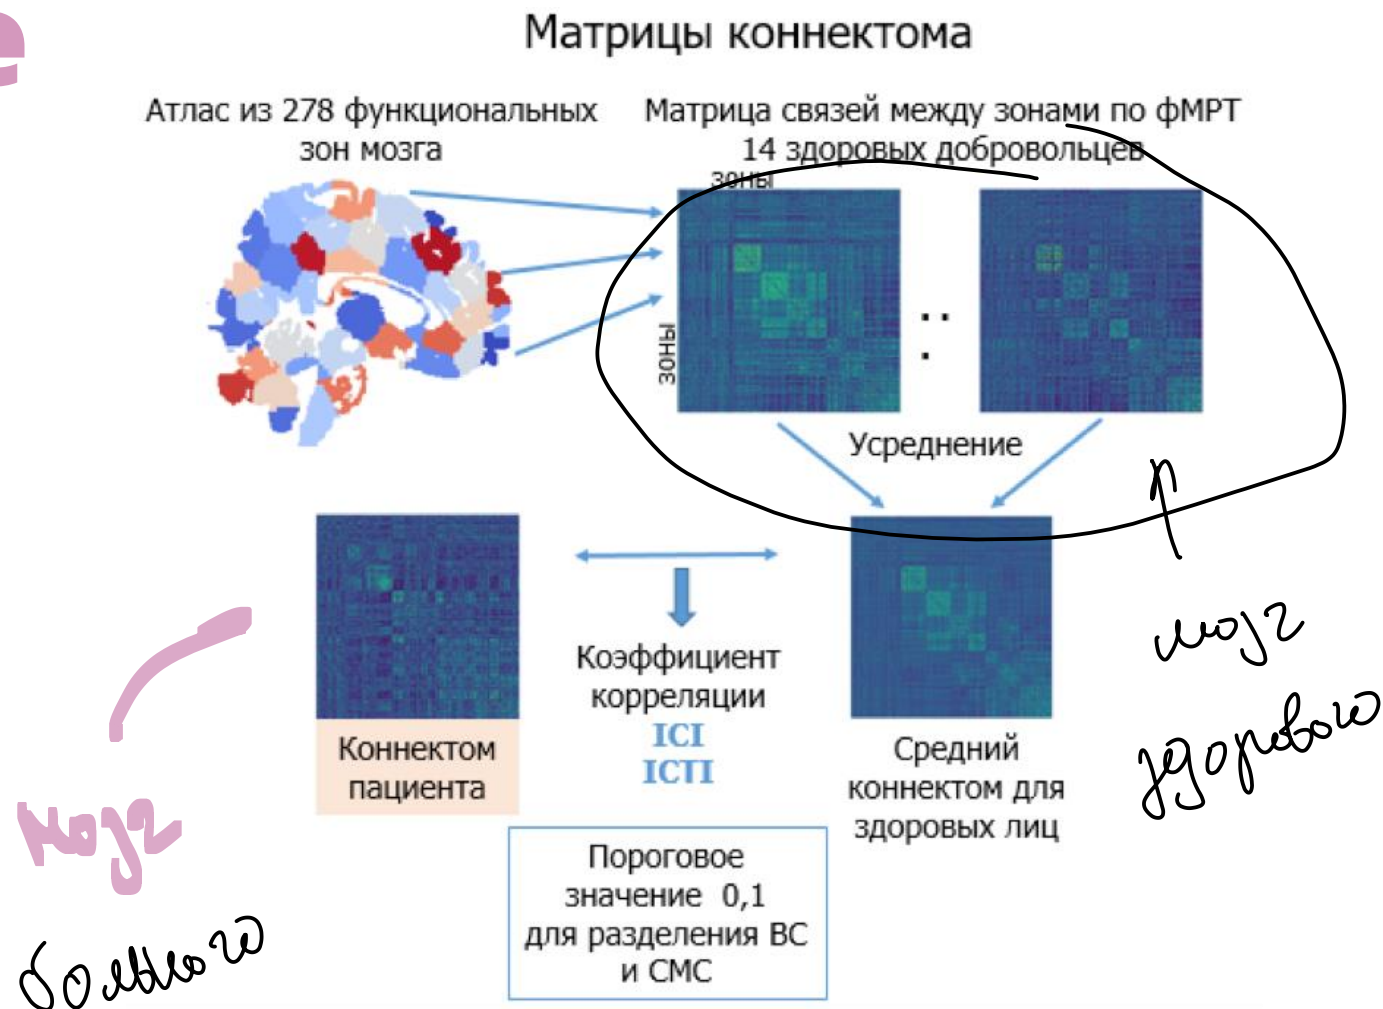 Матрицы коннектома
Атлас из 278 функциональных
зон мозга
Матрица связей между зонами по фМРТ
14 здоровых добровольцев
зоны
зоны
Усреднение
Коэффициент
корреляции
ICI
ІСП
Коннектом
пациента
Средний
коннектом для
здоровых лиц
Пороговое
значение 0,1
для разделения ВС
и СМС
мозг
здорового
мозг
больного